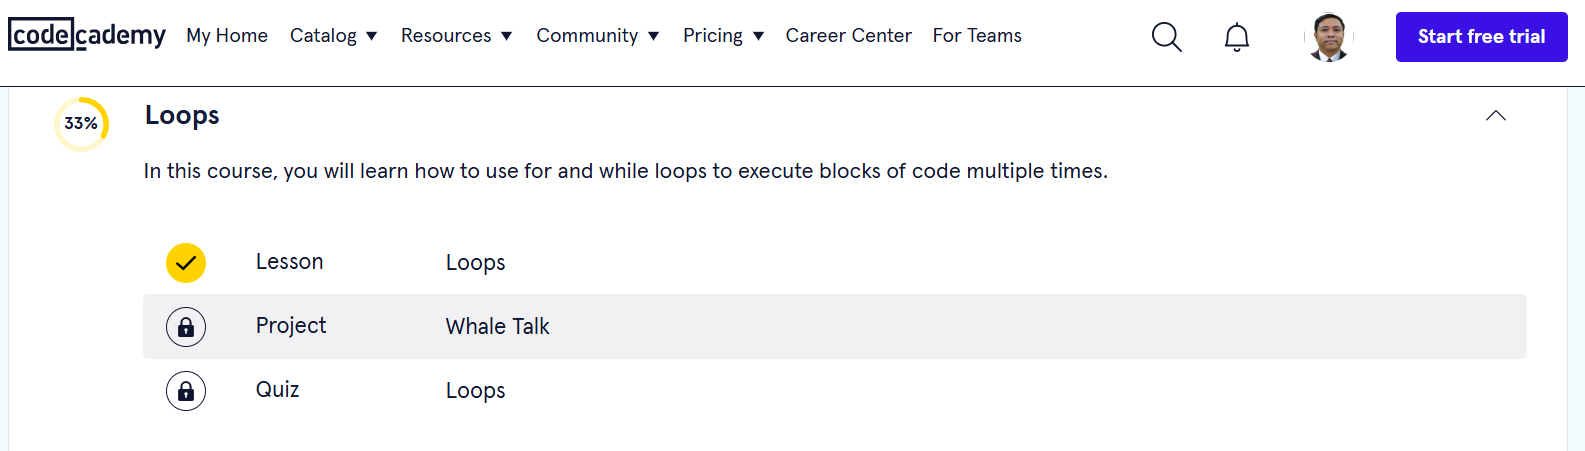 codecademy My Home Catalog ▼ Resources ▼ Community ▼ Pricing ▼ Career Center For Teams Start free trial
33% Loops
In this course, you will learn how to use for and while loops to execute blocks of code multiple times.
Lesson Loops
Project Whale Talk
Quiz Loops